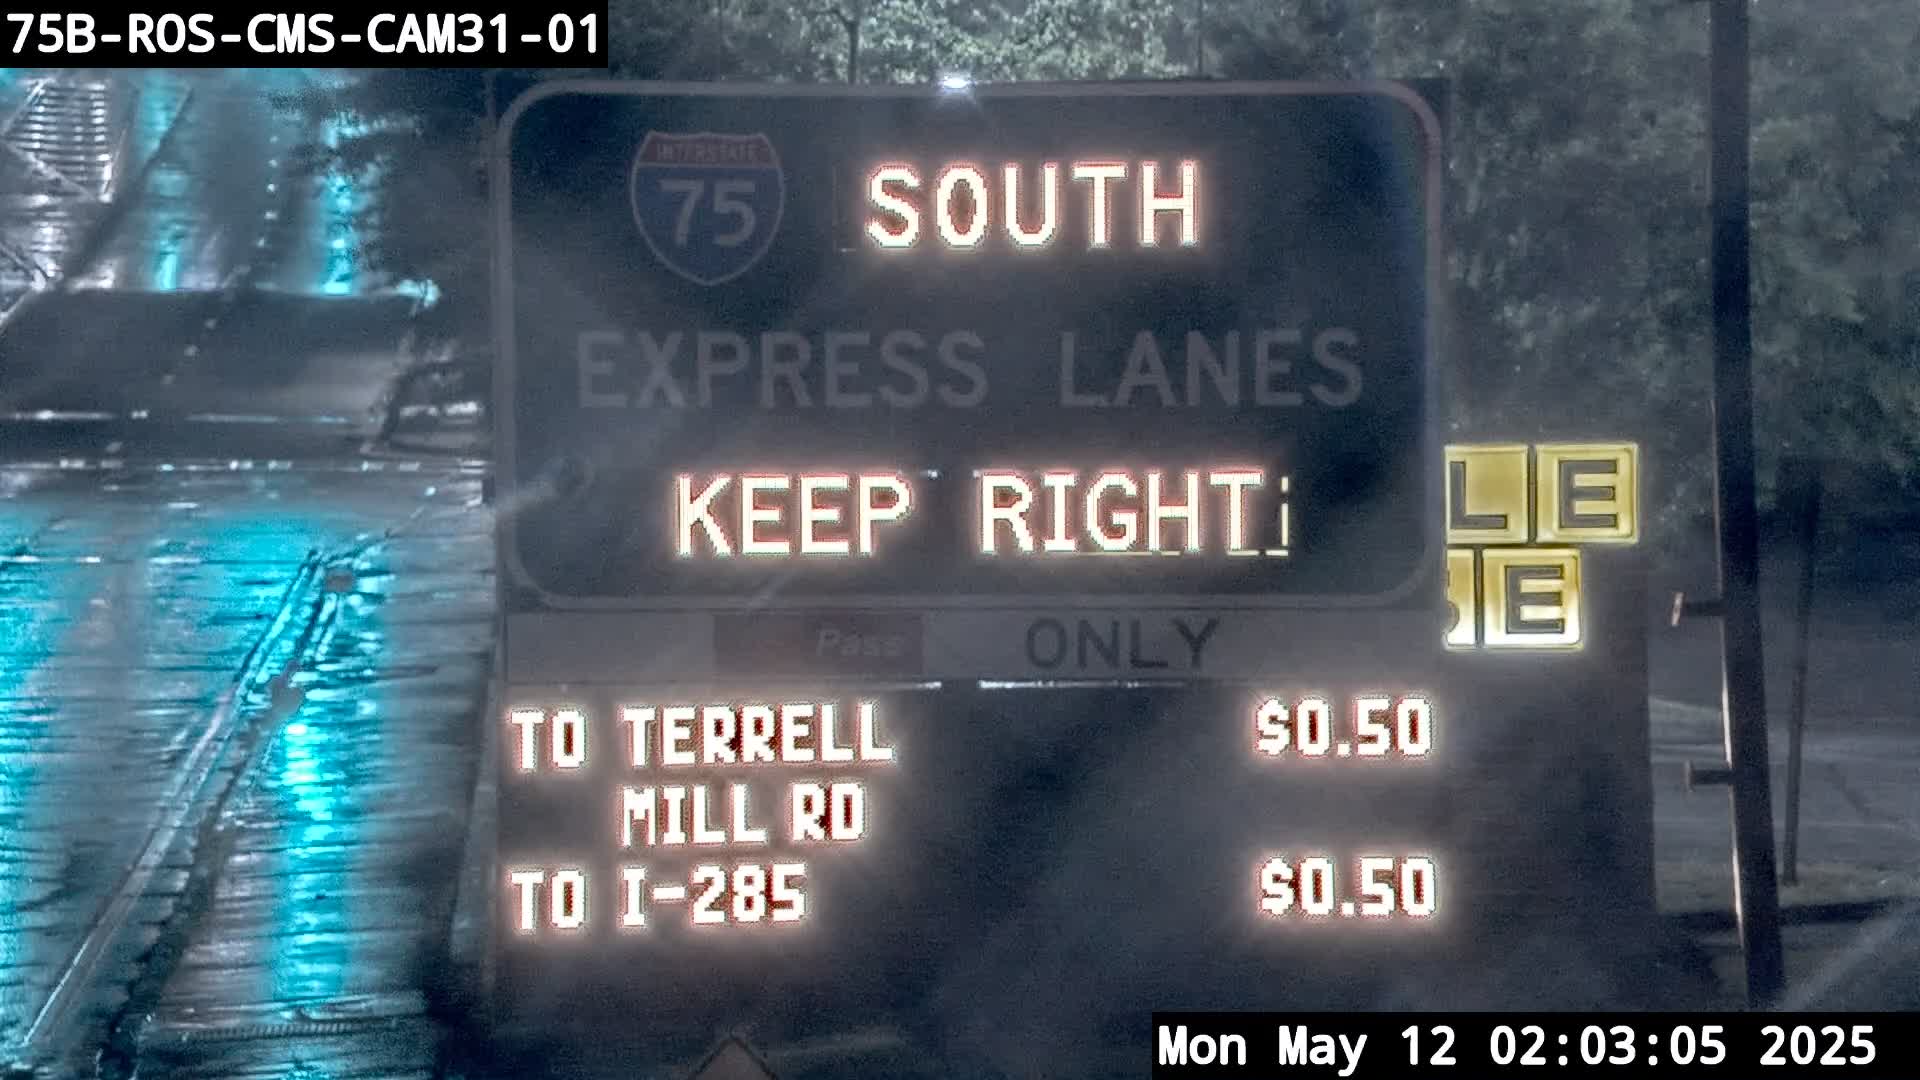 75B-ROS-CMS-CAM31-01
INTERSTATE
75
SOUTH
EXPRESS LANES
KEEP RIGHT
LE
E
Pass ONLY
TO TERRELL $0.50
MILL RD
TO I-285 $0.50
Mon May 12 02:03:05 2025